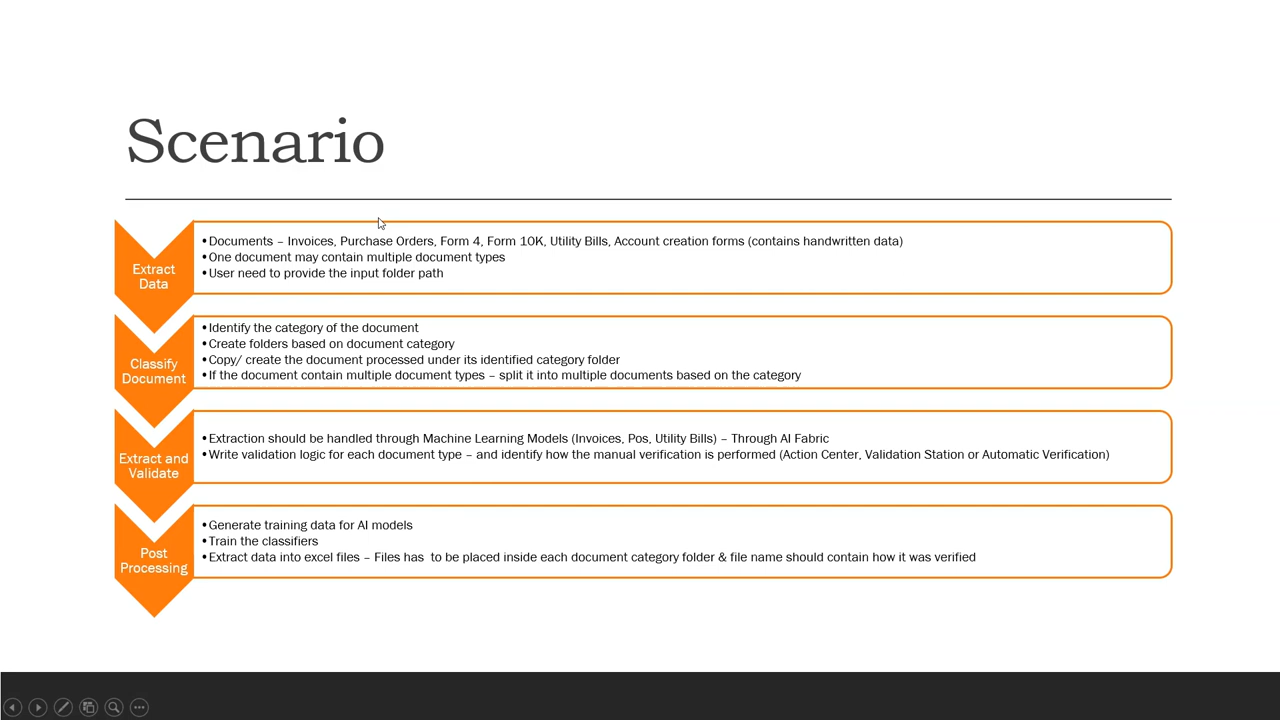 Scenario
Extract
Data
•Documents – Invoices, Purchase Orders, Form 4, Form 10K, Utility Bills, Account creation forms (contains handwritten data)
•One document may contain multiple document types
•User need to provide the input folder path
Classify
Document
•Identify the category of the document
•Create folders based on document category
•Copy/ create the document processed under its identified category folder
•If the document contain multiple document types – split it into multiple documents based on the category
Extract and
Validate
•Extraction should be handled through Machine Learning Models (Invoices, Pos, Utility Bills) – Through AI Fabric
•Write validation logic for each document type – and identify how the manual verification is performed (Action Center, Validation Station or Automatic Verification)
Post
Processing
•Generate training data for AI models
•Train the classifiers
•Extract data into excel files – Files has  to be placed inside each document category folder & file name should contain how it was verified